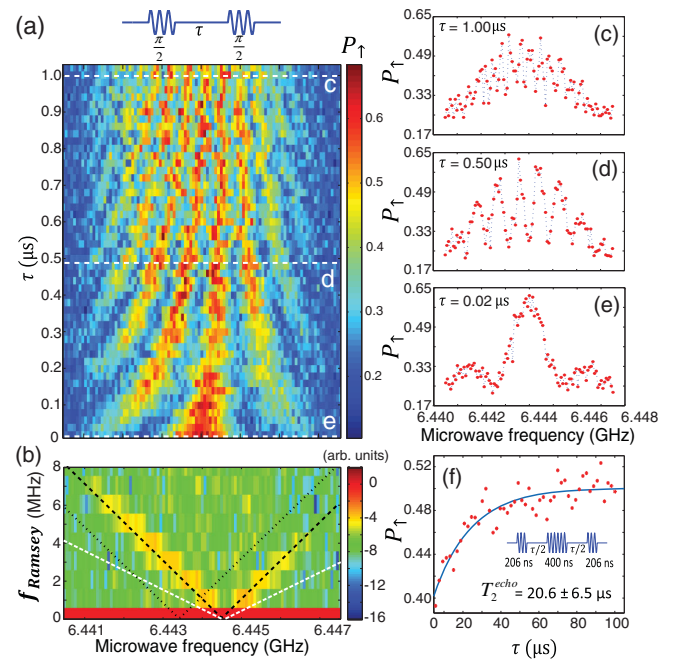 (a)
π/2 τ π/2
P↑
1.0
0.9
0.8
0.7
0.6
0.5
0.4
0.3
0.2
0.1
0
τ (μs)
c
d
e
0.6
0.5
0.4
0.3
0.2
(b)
(arb. units)
8
6
4
2
0
f Ramsey (MHz)
0
-2
-4
-6
-8
-10
-12
-14
-16
6.441 6.443 6.445 6.447
Microwave frequency (GHz)
0.65
0.49
0.33
0.17
P↑
τ = 1.00 μs
(c)
0.65
0.49
0.33
0.17
P↑
τ = 0.50 μs
(d)
0.65
0.49
0.33
0.17
P↑
τ = 0.02 μs
(e)
6.440 6.442 6.444 6.446 6.448
Microwave frequency (GHz)
0.52
0.48
0.44
0.40
P↑
(f)
τ/2 τ/2
206 ns 400 ns 206 ns
T₂ᵉᶜʰᵒ = 20.6 ± 6.5 μs
0 20 40 60 80 100
τ (μs)